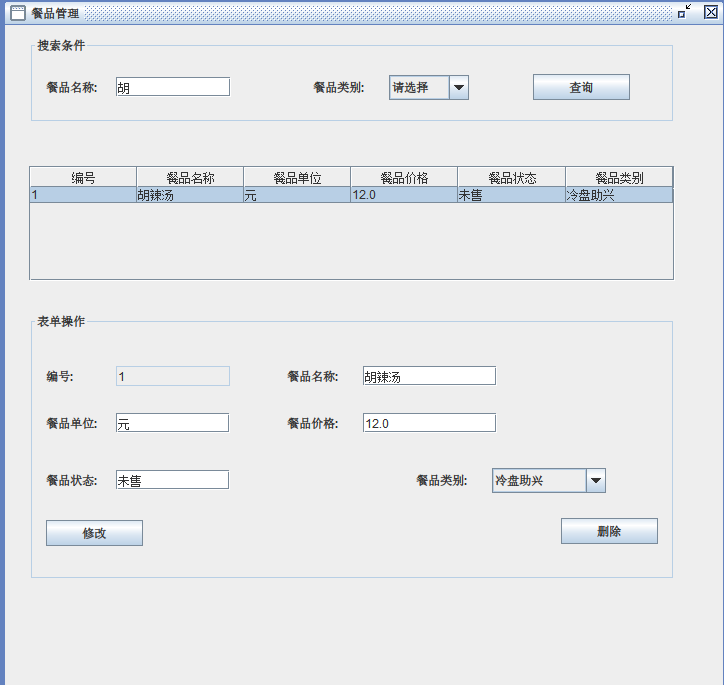 餐品管理
搜索条件
餐品名称: 胡 餐品类别: 请选择 查询
编号 餐品名称 餐品单位 餐品价格 餐品状态 餐品类别
1 胡辣汤 元 12.0 未售 冷盘助兴
表单操作
编号: 1 餐品名称: 胡辣汤
餐品单位: 元 餐品价格: 12.0
餐品状态: 未售 餐品类别: 冷盘助兴
修改 删除